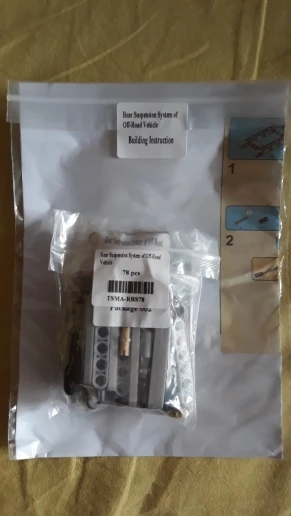 Rear Suspension System of
Off-Road Vehicle
Building Instruction
1
2
Rear Suspension System of Off-Road
Vehicle
78 pcs
TSMA-RRS78
Package 002